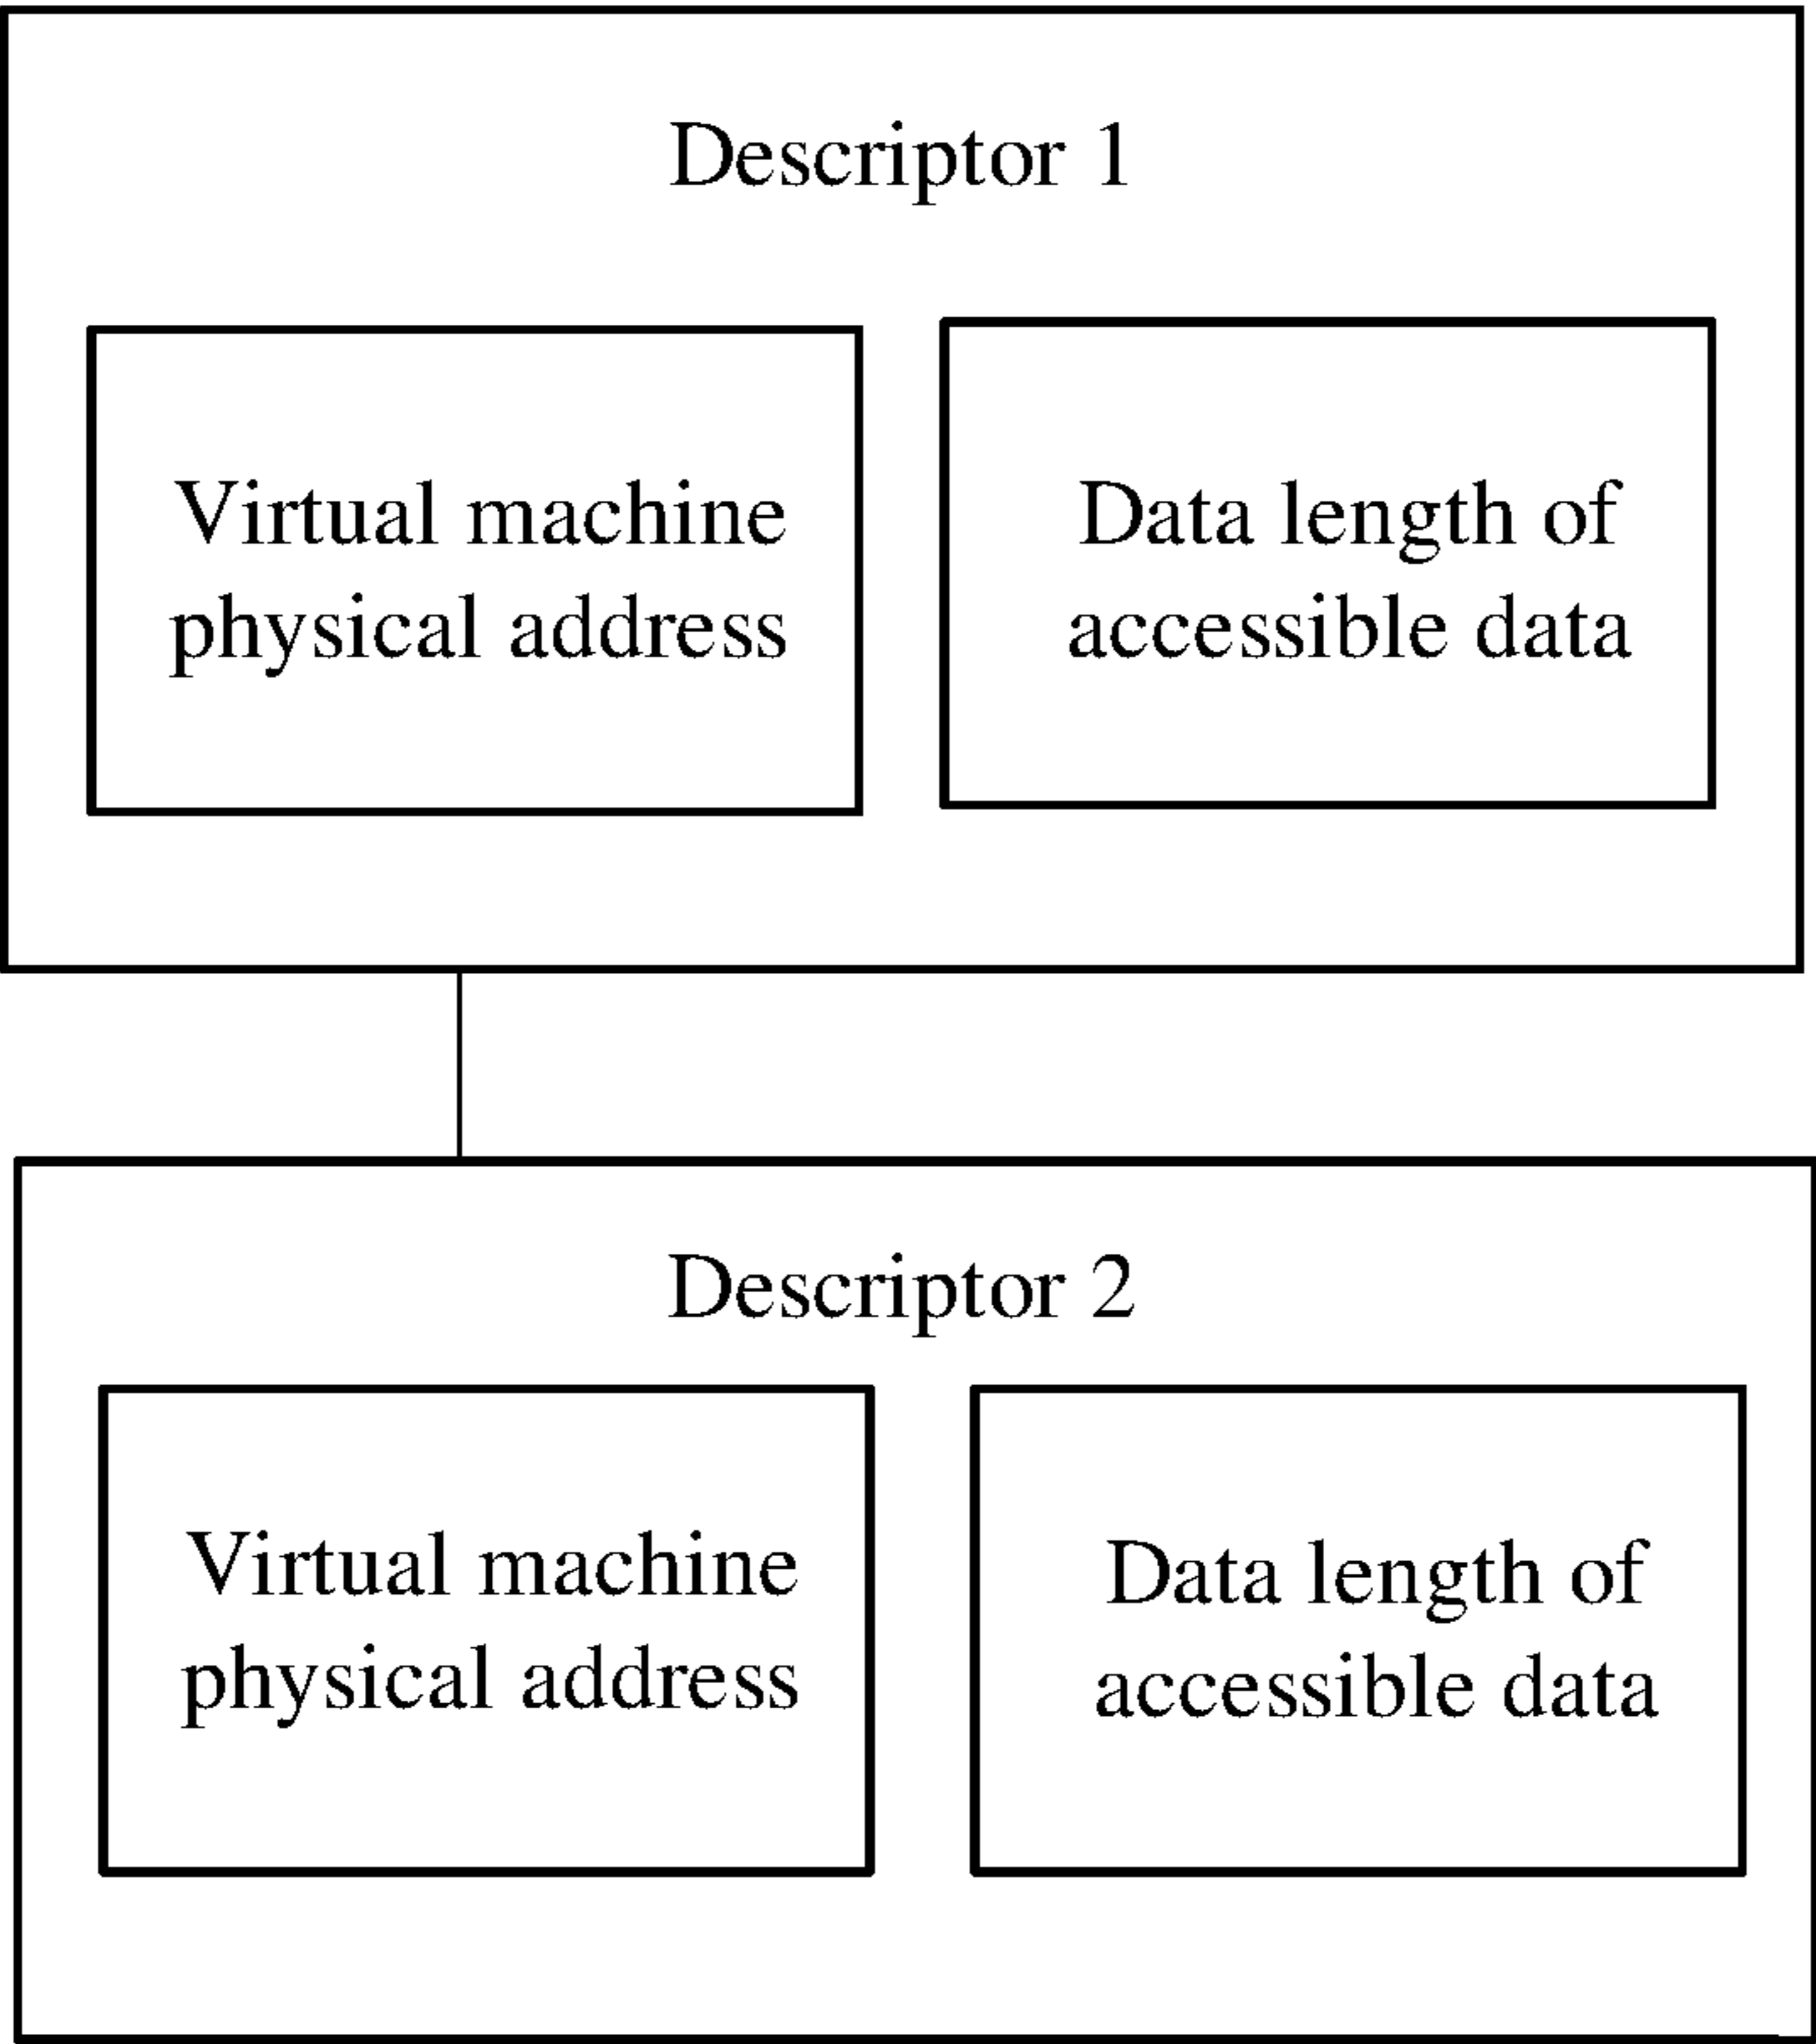 Descriptor 1
Virtual machine
physical address
Data length of
accessible data
Descriptor 2
Virtual machine
physical address
Data length of
accessible data